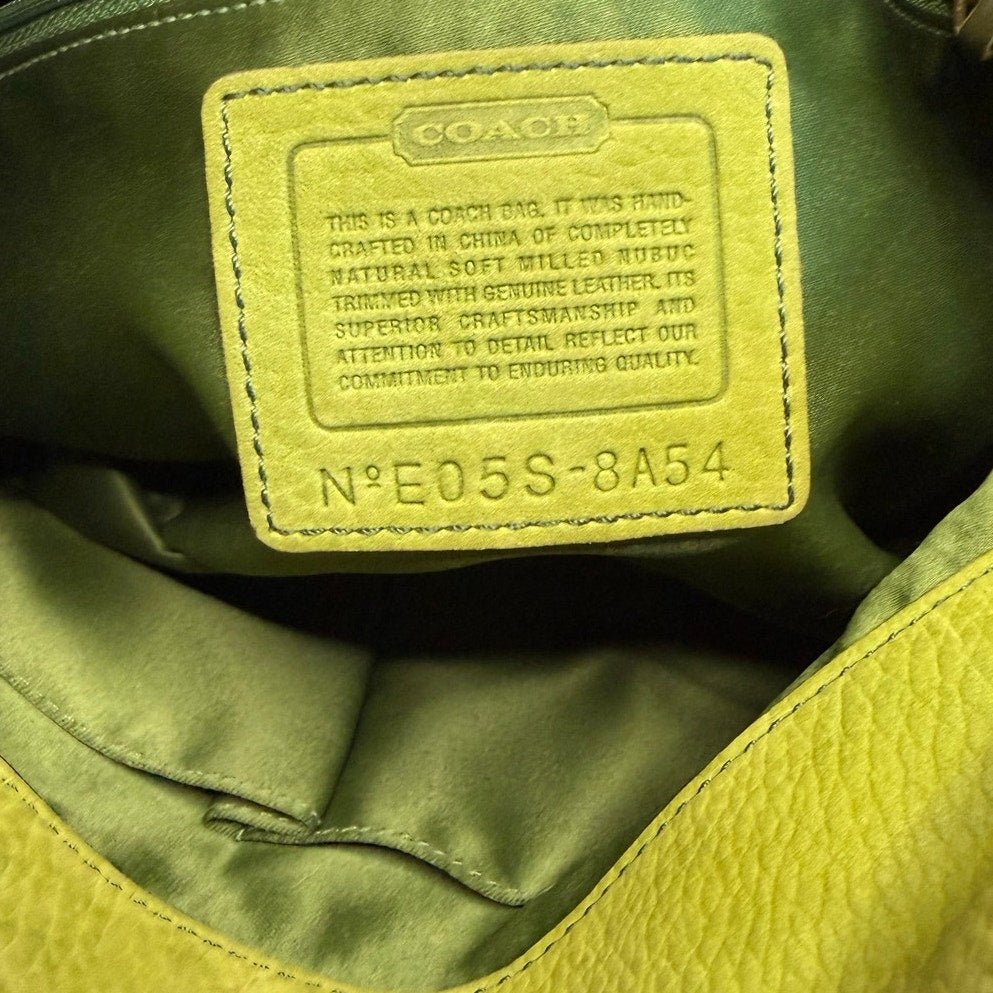 COACH
THIS IS A COACH BAG. IT WAS HAND-
CRAFTED IN CHINA OF COMPLETELY
NATURAL SOFT MILLED NUBUC
TRIMMED WITH GENUINE LEATHER. ITS
SUPERIOR CRAFTSMANSHIP AND
ATTENTION TO DETAIL REFLECT OUR
COMMITMENT TO ENDURING QUALITY.
Nº E05S-8A54